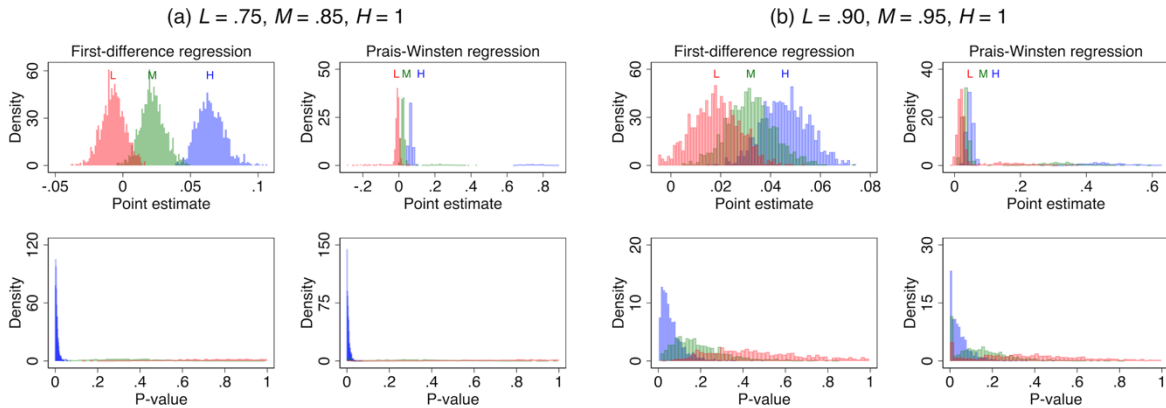 (a) L = .75, M = .85, H = 1
(b) L = .90, M = .95, H = 1
First-difference regression
Prais-Winsten regression
First-difference regression
Prais-Winsten regression
Density
60
30
0
L M H
-.05 0 .05 .1
Point estimate
Density
50
25
0
L M H
-.2 0 .2 .4 .6 .8
Point estimate
Density
60
30
0
L M H
0 .02 .04 .06 .08
Point estimate
Density
40
20
0
L M H
0 .2 .4 .6
Point estimate
Density
120
60
0
0 .2 .4 .6 .8 1
P-value
Density
150
75
0
0 .2 .4 .6 .8 1
P-value
Density
20
10
0
0 .2 .4 .6 .8 1
P-value
Density
30
15
0
0 .2 .4 .6 .8 1
P-value